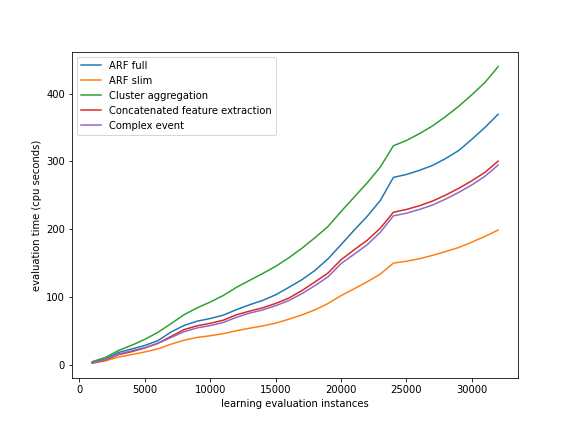 ARF full
ARF slim
Cluster aggregation
Concatenated feature extraction
Complex event
evaluation time (cpu seconds)
400
300
200
100
0
0 5000 10000 15000 20000 25000 30000
learning evaluation instances